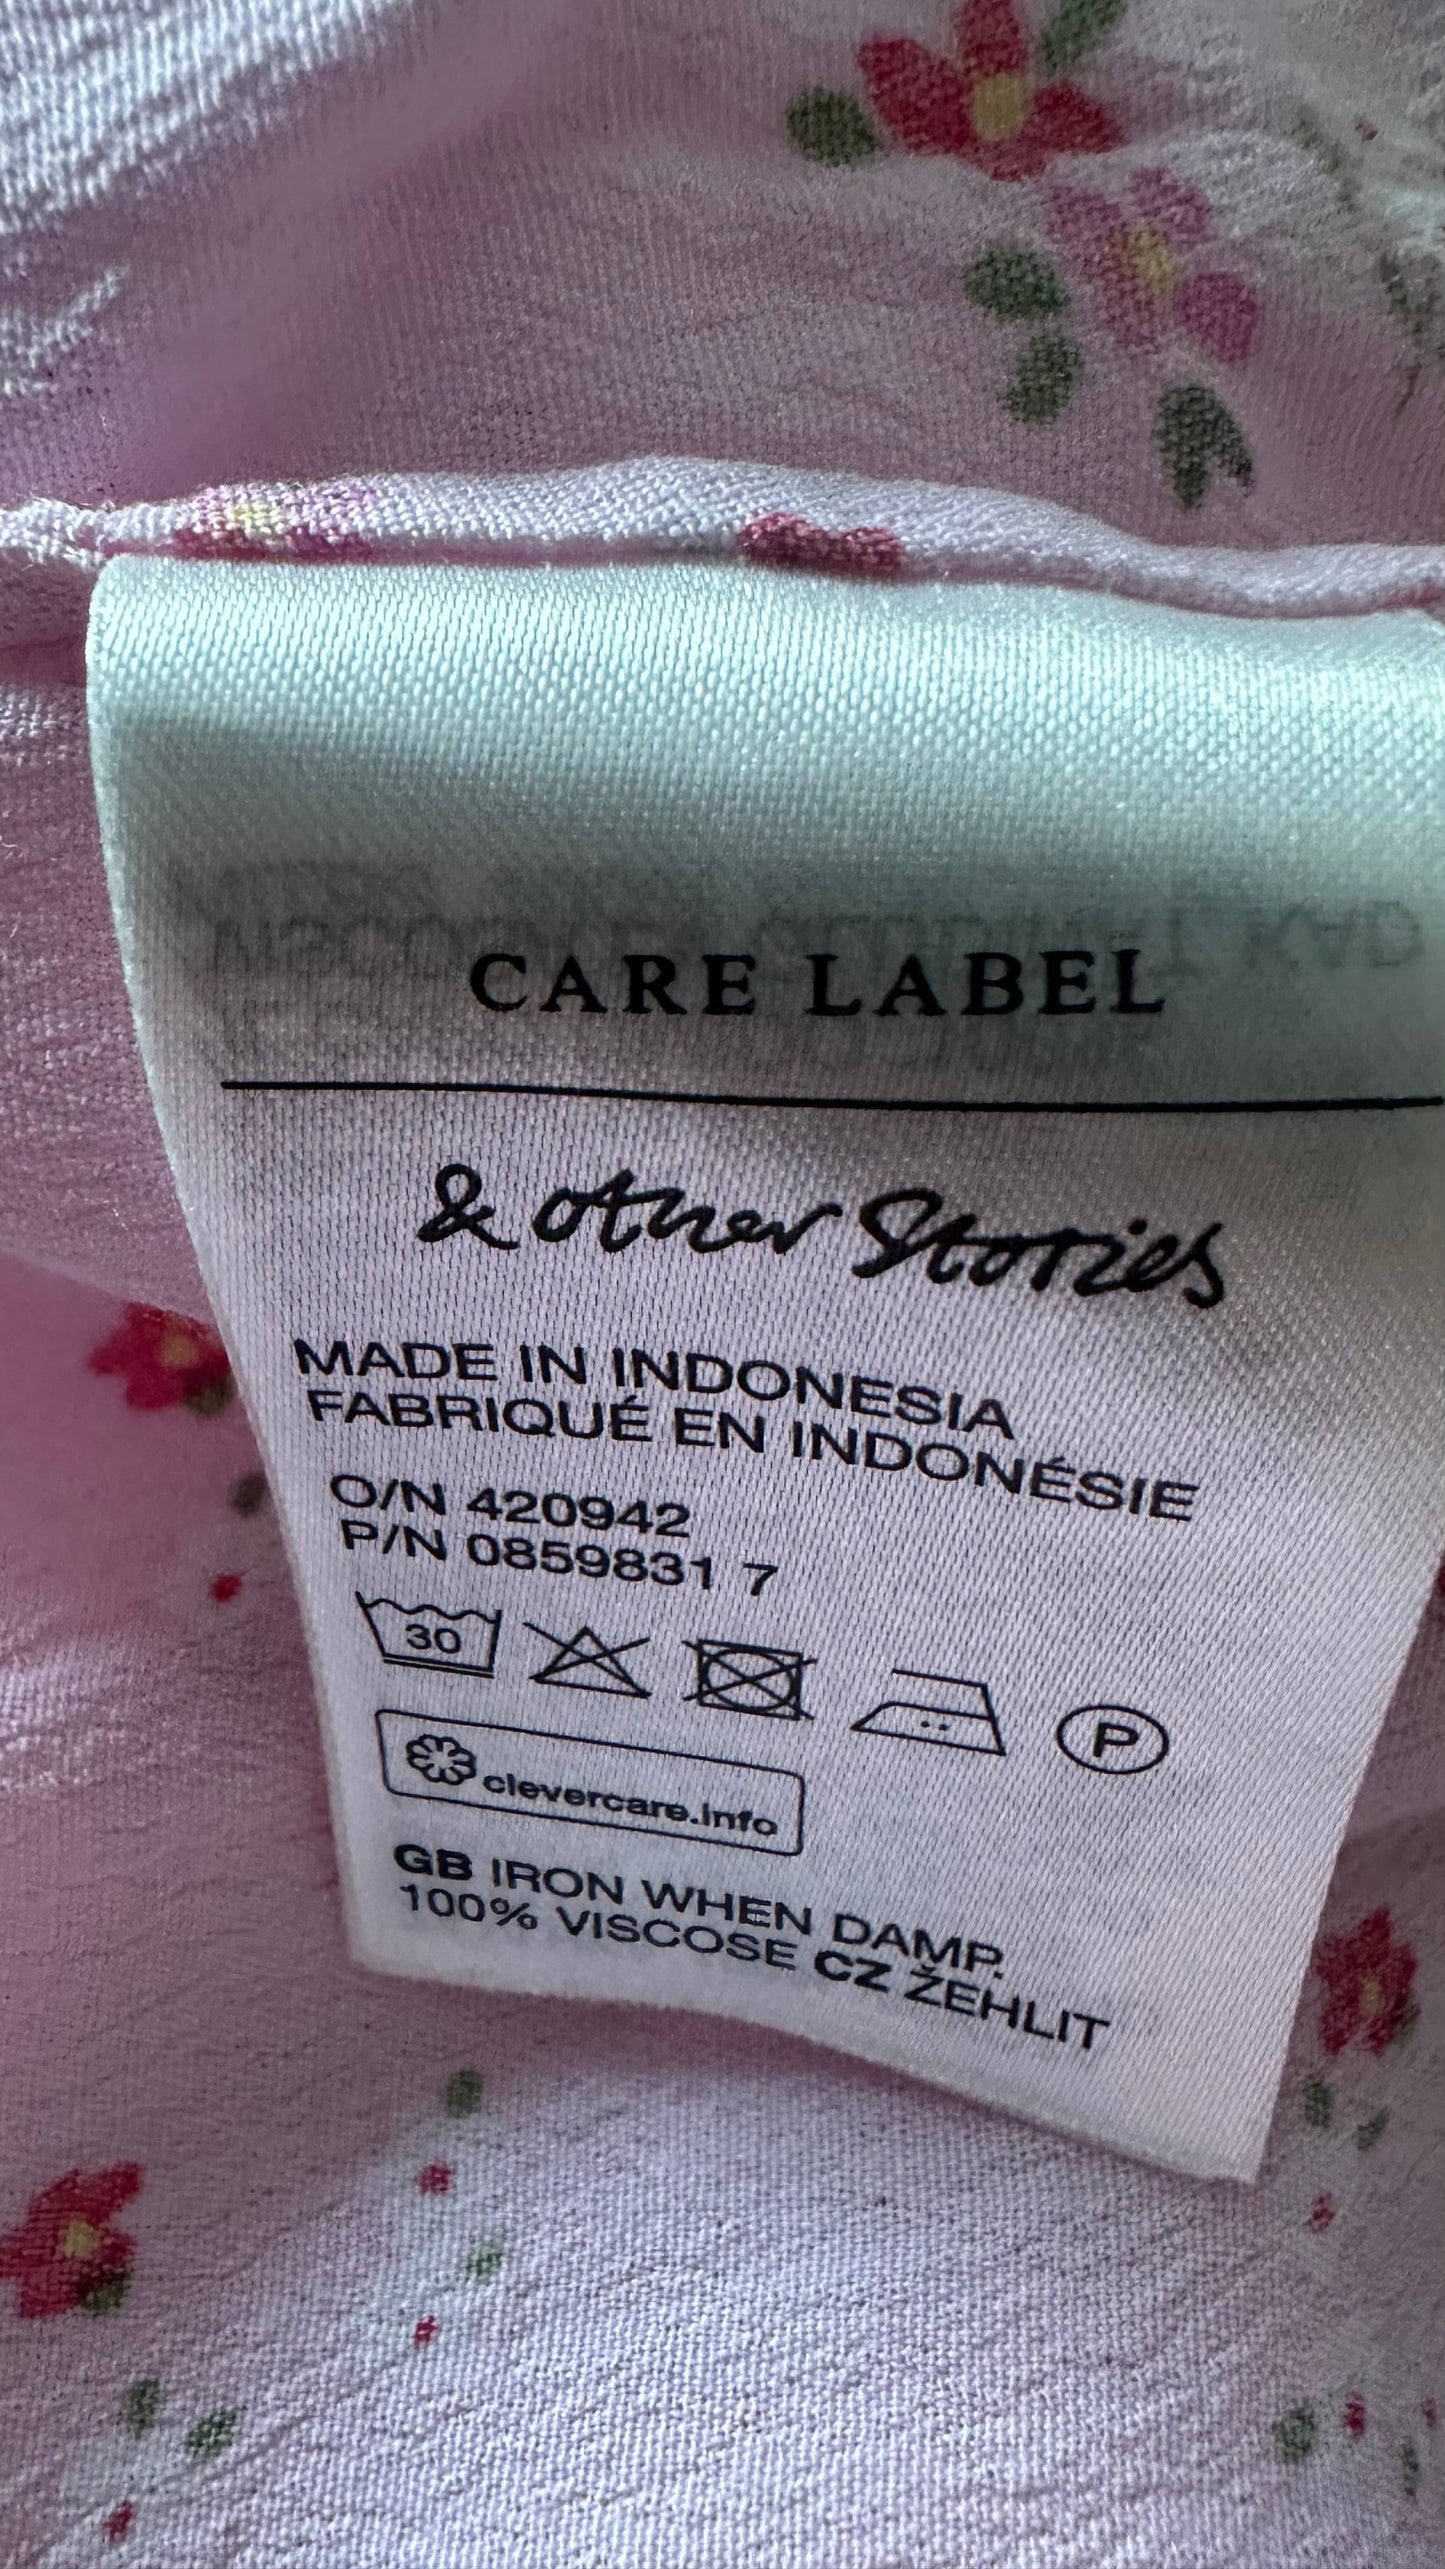 CARE LABEL
& other Stories
MADE IN INDONESIA
FABRIQUÉ EN INDONÉSIE
O/N 420942
P/N 0859831 7
30
P
clevercare.info
GB IRON WHEN DAMP.
100% VISCOSE CZ ŽEHLIT